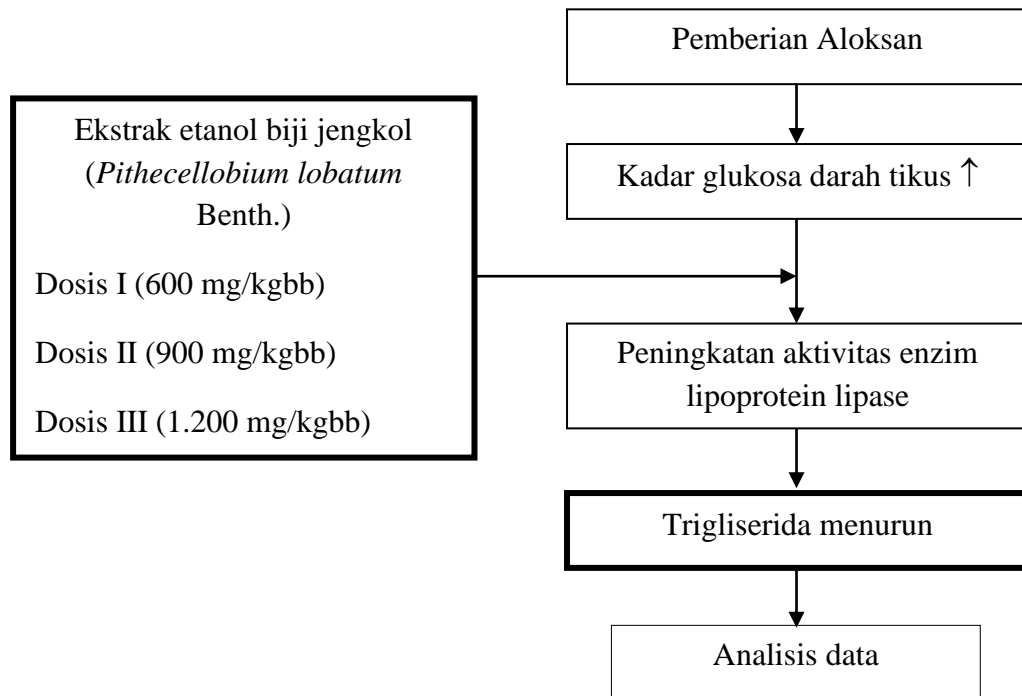 Pemberian Aloksan
Ekstrak etanol biji jengkol
(Pithecellobium lobatum
Benth.)
Dosis I (600 mg/kgbb)
Dosis II (900 mg/kgbb)
Dosis III (1.200 mg/kgbb)
Kadar glukosa darah tikus ↑
Peningkatan aktivitas enzim
lipoprotein lipase
Trigliserida menurun
Analisis data